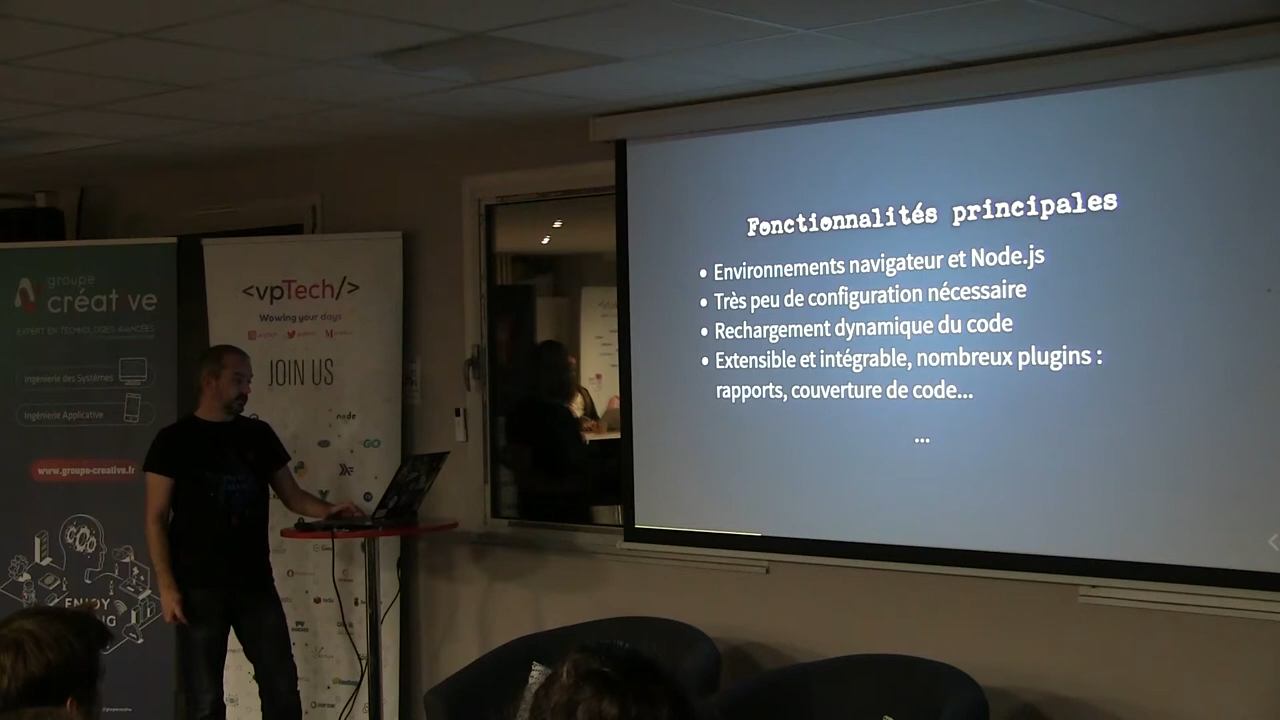 groupe
créat ve
EXPERT EN TECHNOLOGIES AVANCÉES
Ingénierie des Systèmes
Ingénierie Applicative
www.groupe-creative.fr
ENJOY
<vpTech/>
Wowing your days
JOIN US
node
GO
Fonctionnalités principales
• Environnements navigateur et Node.js
• Très peu de configuration nécessaire
• Rechargement dynamique du code
• Extensible et intégrable, nombreux plugins :
rapports, couverture de code...
...